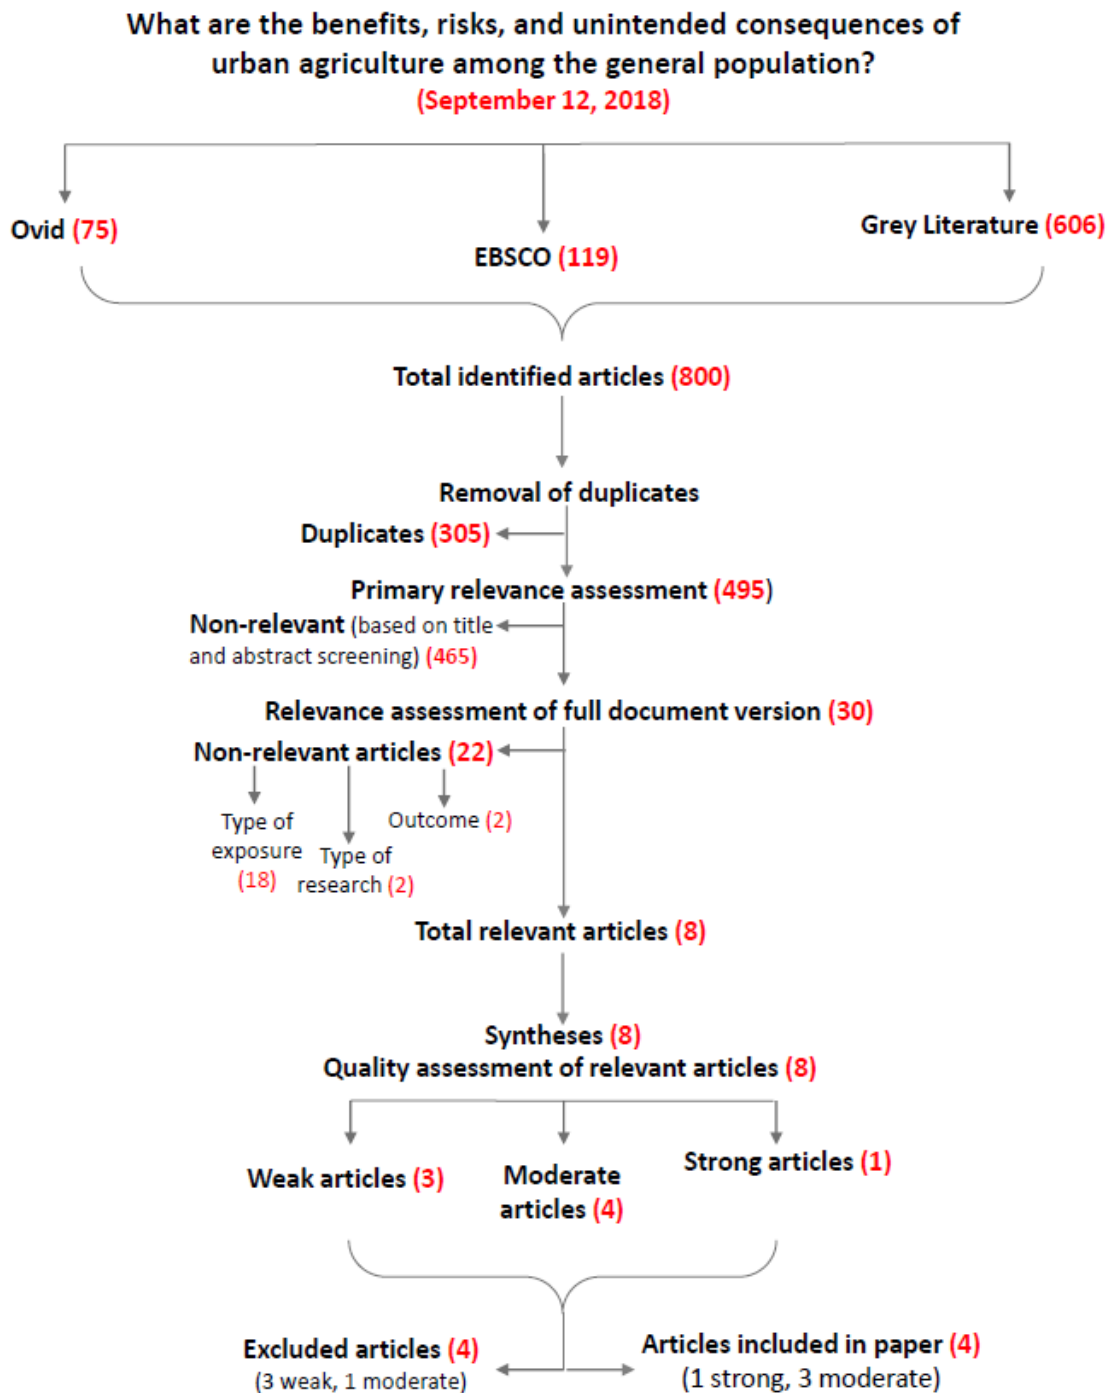 What are the benefits, risks, and unintended consequences of
urban agriculture among the general population?
(September 12, 2018)
Ovid (75)
EBSCO (119)
Grey Literature (606)
Total identified articles (800)
Removal of duplicates
Duplicates (305)
Primary relevance assessment (495)
Non-relevant (based on title
and abstract screening) (465)
Relevance assessment of full document version (30)
Non-relevant articles (22)
Type of
exposure
(18)
Type of
research (2)
Outcome (2)
Total relevant articles (8)
Syntheses (8)
Quality assessment of relevant articles (8)
Weak articles (3)
Moderate
articles (4)
Strong articles (1)
Excluded articles (4)
(3 weak, 1 moderate)
Articles included in paper (4)
(1 strong, 3 moderate)